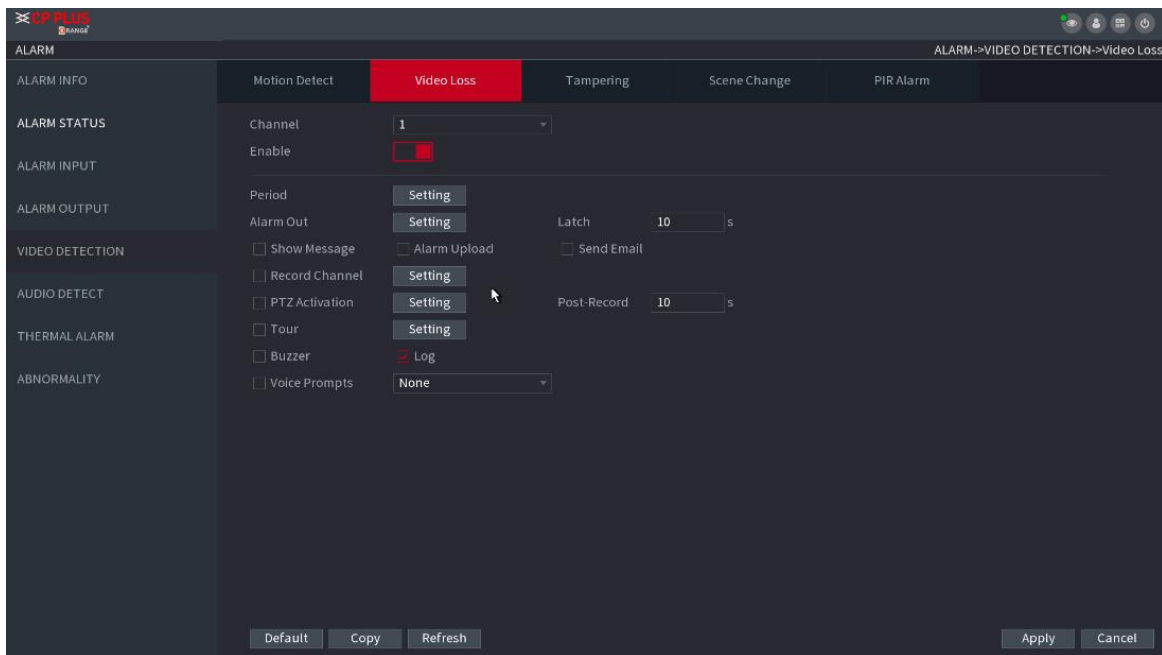 CP PLUS
ORANGE
ALARM ALARM->VIDEO DETECTION->Video Loss
ALARM INFO
ALARM STATUS
ALARM INPUT
ALARM OUTPUT
VIDEO DETECTION
AUDIO DETECT
THERMAL ALARM
ABNORMALITY
Motion Detect Video Loss Tampering Scene Change PIR Alarm
Channel 1
Enable
Period Setting
Alarm Out Setting Latch 10 s
Show Message Alarm Upload Send Email
Record Channel Setting
PTZ Activation Setting Post-Record 10 s
Tour Setting
Buzzer Log
Voice Prompts None
Default Copy Refresh Apply Cancel